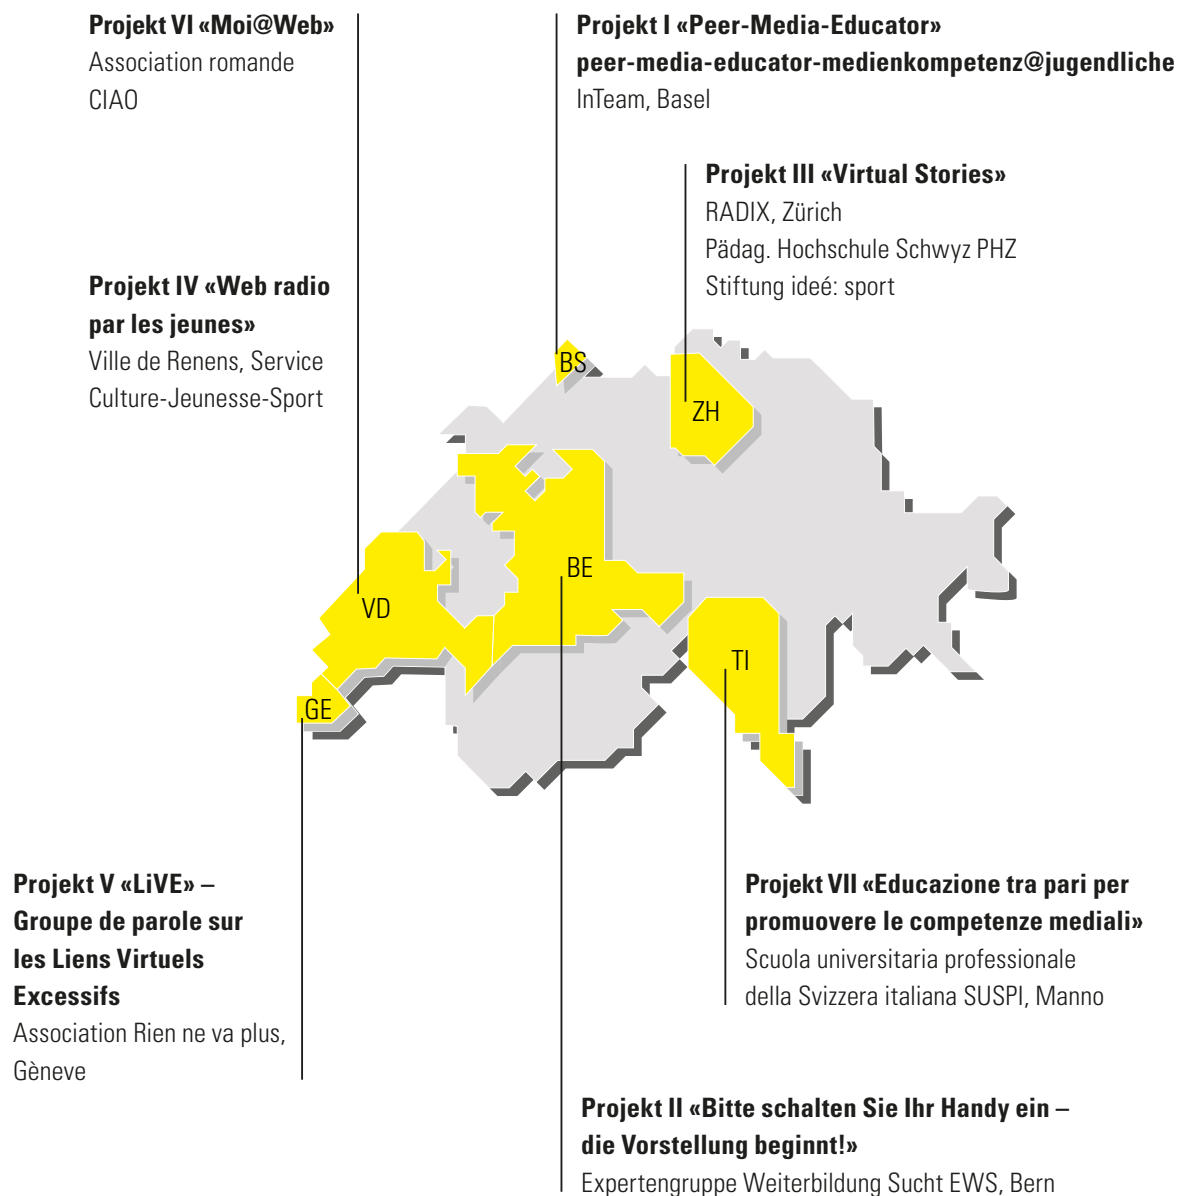 Projekt VI «Moi@Web»
Association romande
CIAO
Projekt I «Peer-Media-Educator»
peer-media-educator-medienkompetenz@jugendliche
InTeam, Basel
Projekt III «Virtual Stories»
RADIX, Zürich
Pädag. Hochschule Schwyz PHZ
Stiftung ideé: sport
Projekt IV «Web radio
par les jeunes»
Ville de Renens, Service
Culture-Jeunesse-Sport
BS
ZH
BE
VD
TI
GE
Projekt V «LiVE» –
Groupe de parole sur
les Liens Virtuels
Excessifs
Association Rien ne va plus,
Gèneve
Projekt VII «Educazione tra pari per
promuovere le competenze mediali»
Scuola universitaria professionale
della Svizzera italiana SUSPI, Manno
Projekt II «Bitte schalten Sie Ihr Handy ein –
die Vorstellung beginnt!»
Expertengruppe Weiterbildung Sucht EWS, Bern